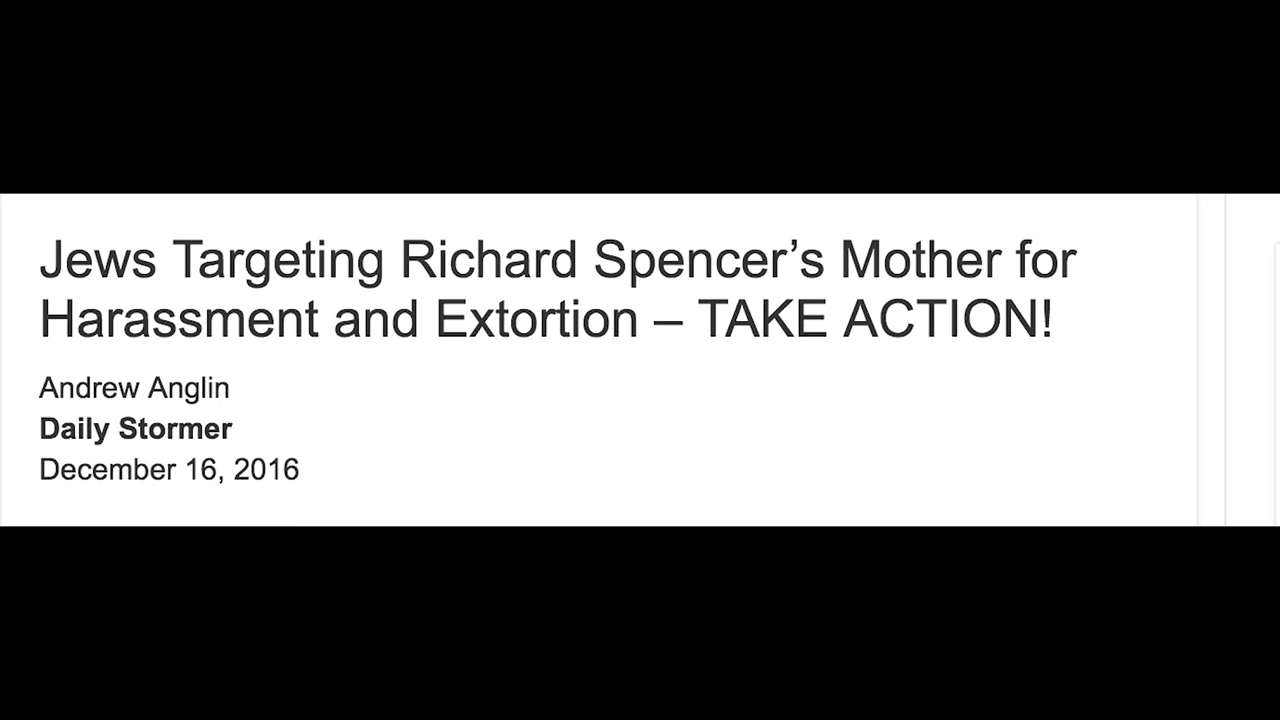 Jews Targeting Richard Spencer’s Mother for
Harassment and Extortion – TAKE ACTION!
Andrew Anglin
Daily Stormer
December 16, 2016